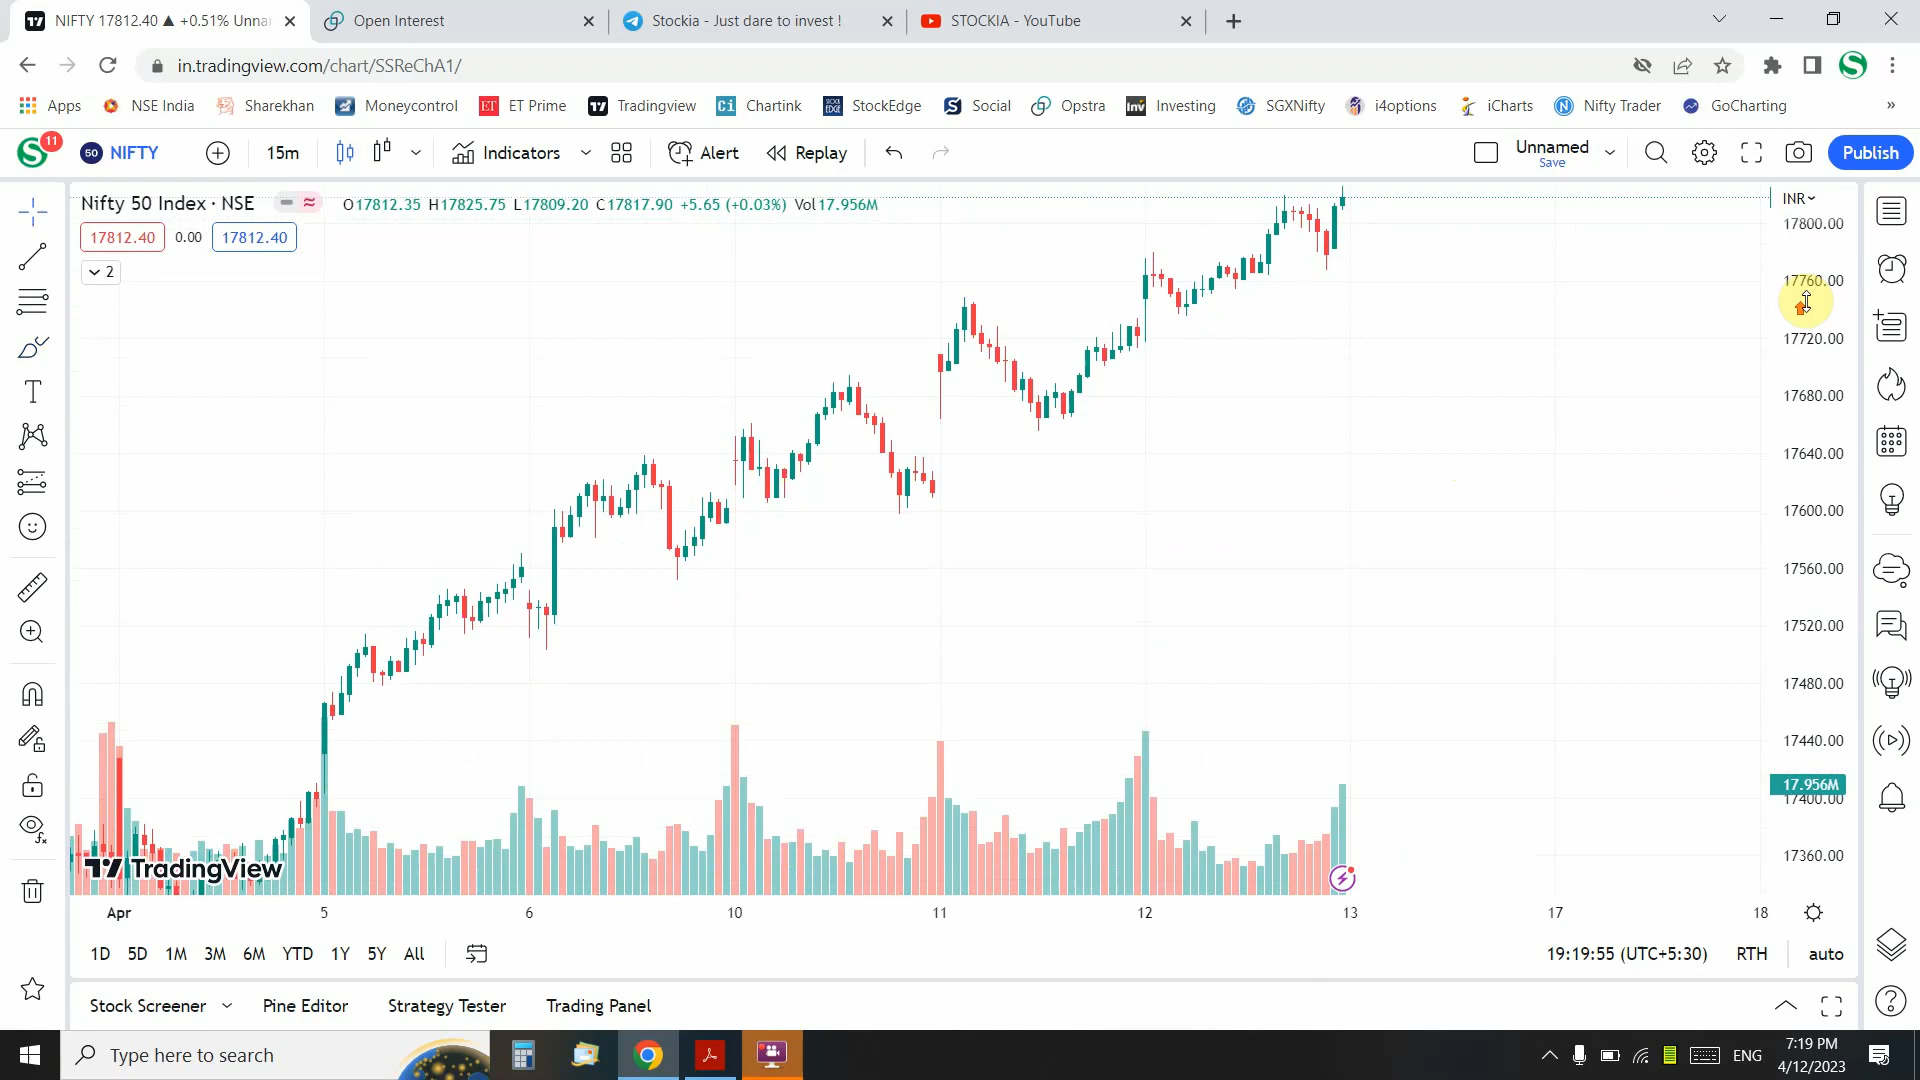 NIFTY 17812.40 ▲ +0.51% Unnar
Open Interest
Stockia - Just dare to invest !
STOCKIA - YouTube
in.tradingview.com/chart/SSReChA1/
Apps
NSE India
Sharekhan
Moneycontrol
ET Prime
Tradingview
Chartink
StockEdge
Social
Opstra
Investing
SGXNifty
i4options
iCharts
Nifty Trader
GoCharting
»
11
50 NIFTY
15m
Indicators
Alert
Replay
Unnamed
Save
Publish
Nifty 50 Index · NSE
O17812.35 H17825.75 L17809.20 C17817.90 +5.65 (+0.03%) Vol17.956M
17812.40 0.00 17812.40
2
INR
17800.00
17760.00
17720.00
17680.00
17640.00
17600.00
17560.00
17520.00
17480.00
17440.00
17.956M
17400.00
17360.00
TradingView
Apr 5 6 10 11 12 13 17 18
1D 5D 1M 3M 6M YTD 1Y 5Y All
19:19:55 (UTC+5:30) RTH auto
Stock Screener Pine Editor Strategy Tester Trading Panel
Type here to search
ENG
7:19 PM
4/12/2023